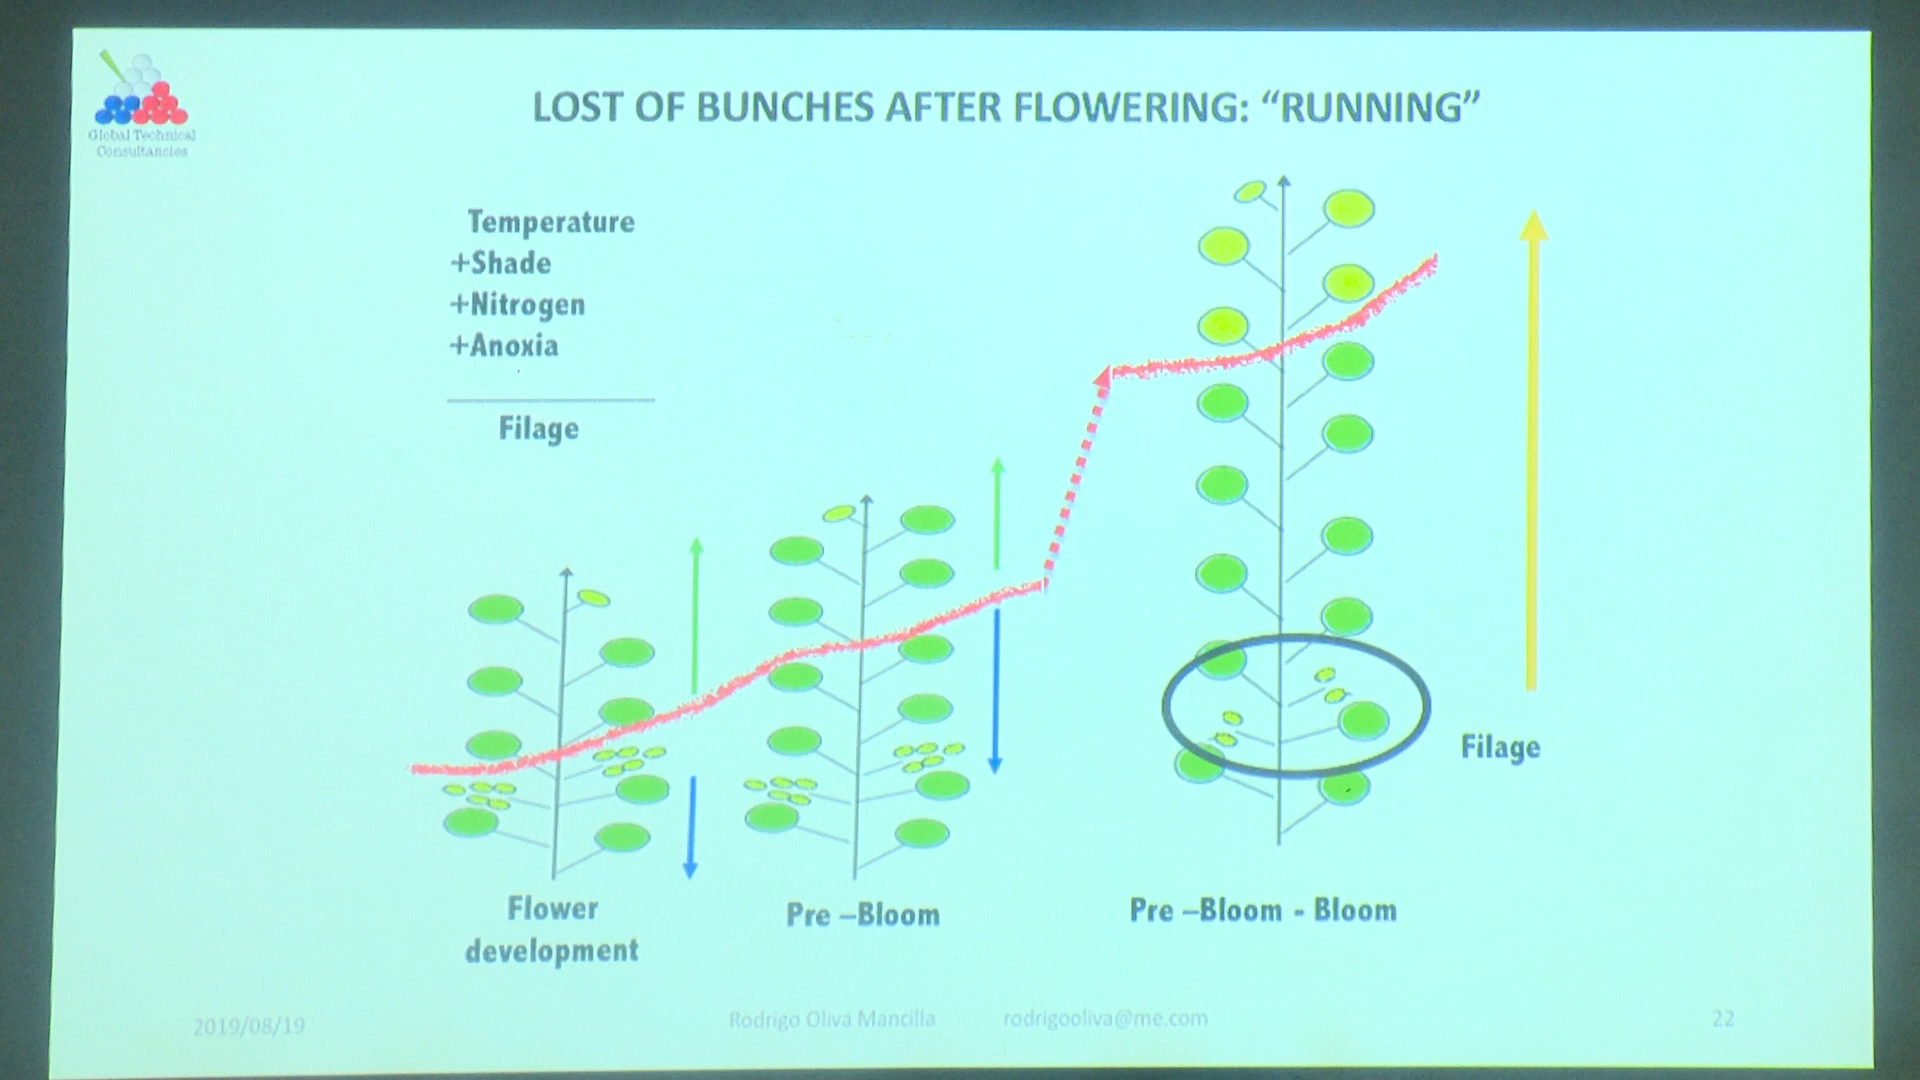 Global Technical
Consultancies
LOST OF BUNCHES AFTER FLOWERING: “RUNNING”
Temperature
+Shade
+Nitrogen
+Anoxia
Filage
Filage
Flower
development
Pre –Bloom
Pre –Bloom - Bloom
2019/08/19
Rodrigo Oliva Mancilla
rodrigooliva@me.com
22